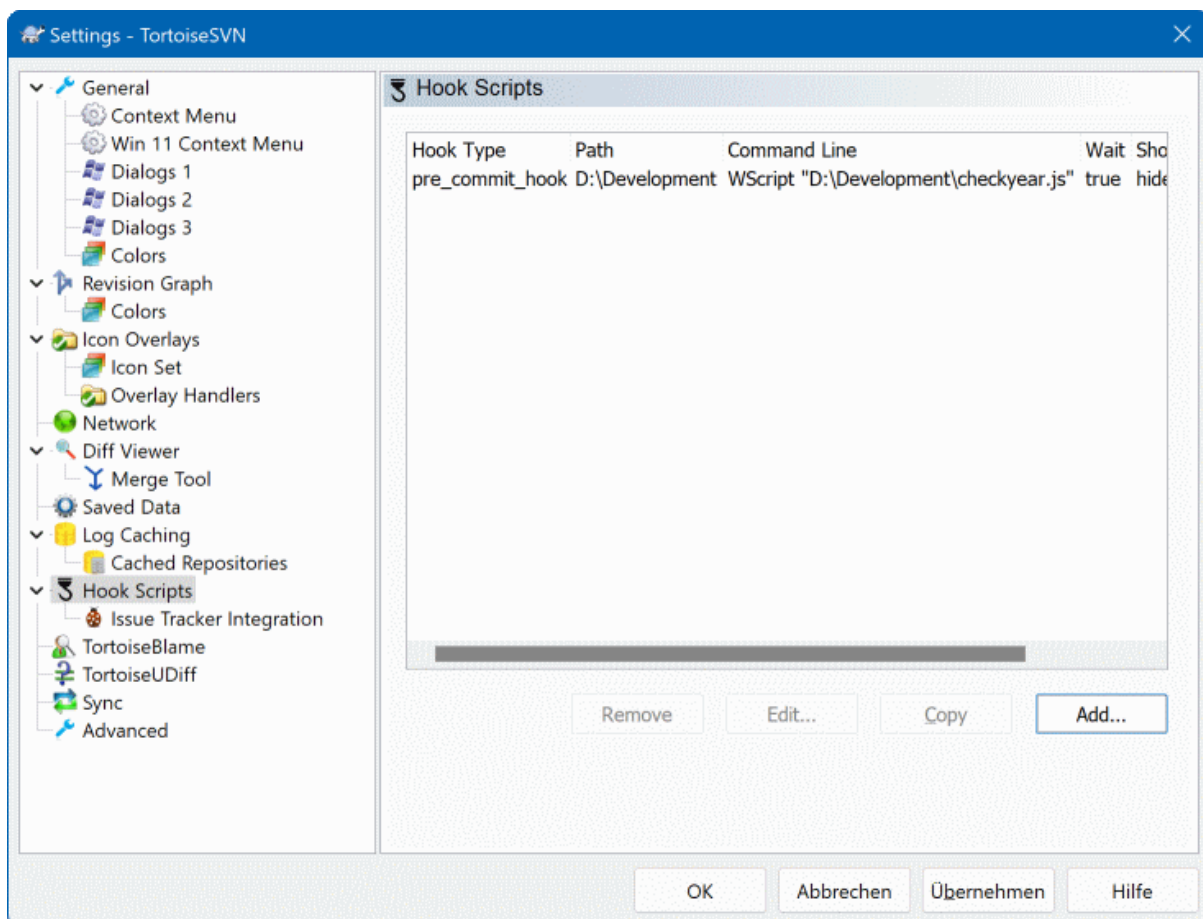 Settings - TortoiseSVN
General
Context Menu
Win 11 Context Menu
Dialogs 1
Dialogs 2
Dialogs 3
Colors
Revision Graph
Colors
Icon Overlays
Icon Set
Overlay Handlers
Network
Diff Viewer
Merge Tool
Saved Data
Log Caching
Cached Repositories
Hook Scripts
Issue Tracker Integration
TortoiseBlame
TortoiseUDiff
Sync
Advanced
Hook Scripts
Hook Type Path Command Line Wait Sho
pre_commit_hook D:\Development WScript "D:\Development\checkyear.js" true hide
Remove Edit... Copy Add...
OK Abbrechen Übernehmen Hilfe